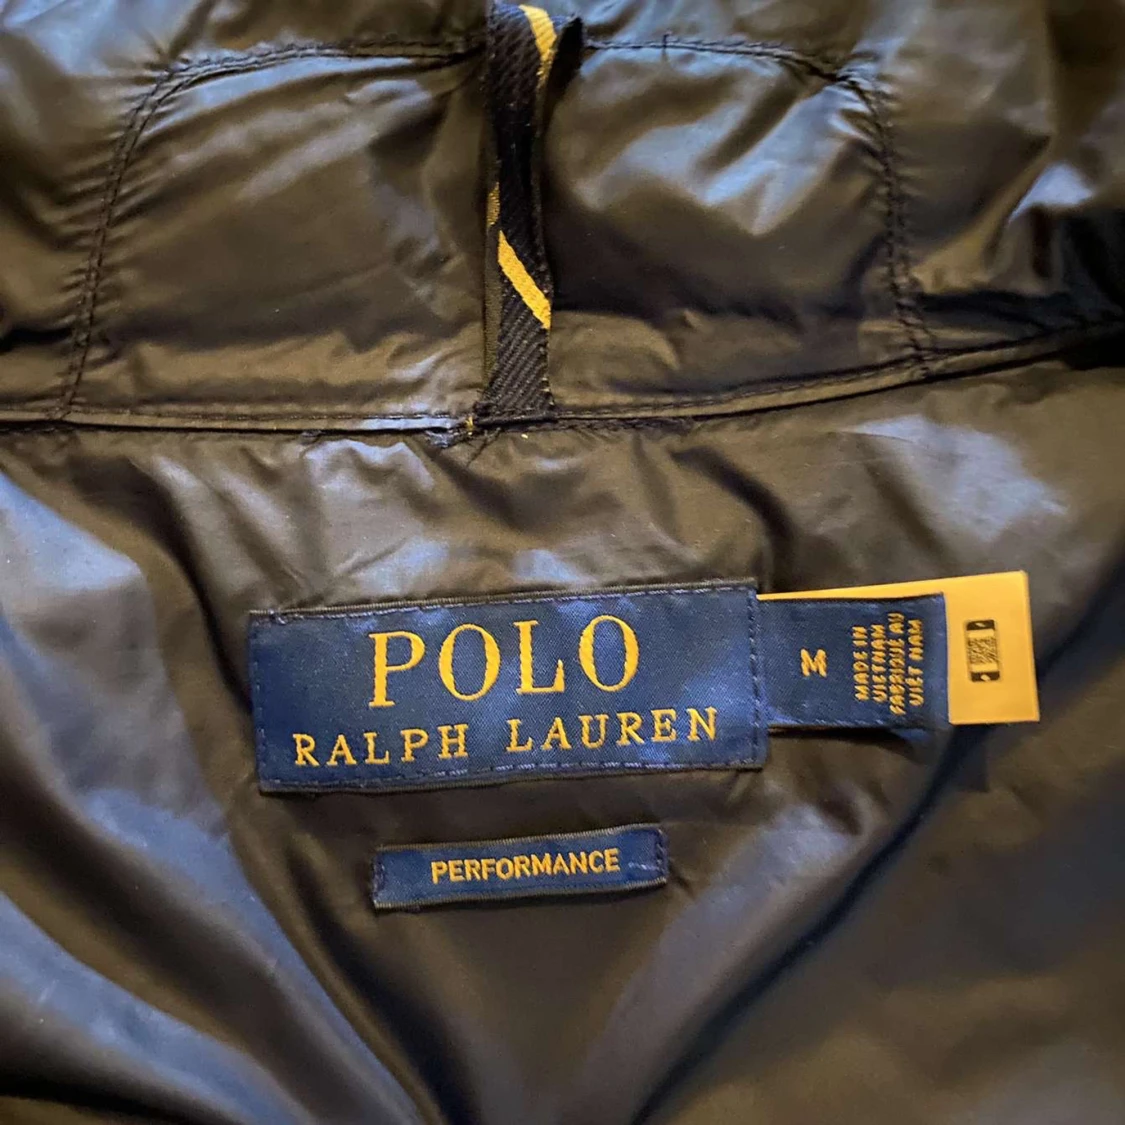 POLO
RALPH LAUREN
M
MADE IN
VIETNAM
FABRIQUÉ AU
VIET NAM
PERFORMANCE